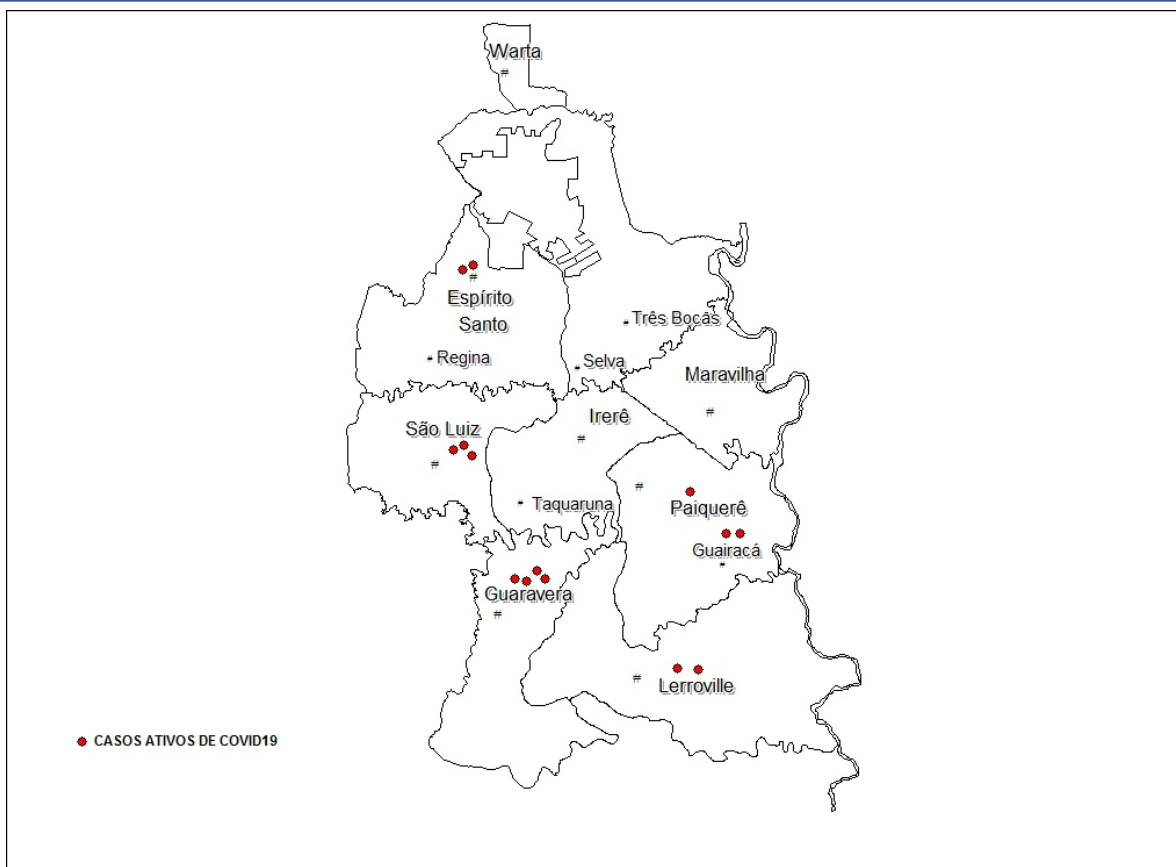 Warta
#
#
Espírito
Santo
Três Bocas
Regina
Selva
Maravilha
#
Irerê
#
São Luiz
#
#
Paiquerê
Taquaruna
Guairacá
Guaravera
#
#
Lerroville
CASOS ATIVOS DE COVID19